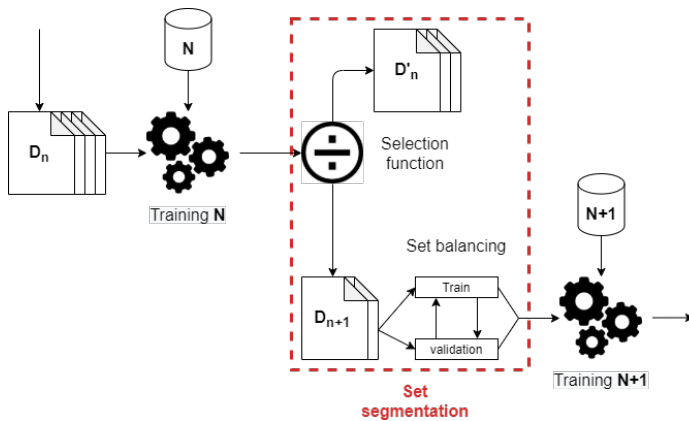 N
D'n
Dn
Selection
function
Training N
N+1
Set balancing
Train
Dn+1
validation
Training N+1
Set
segmentation